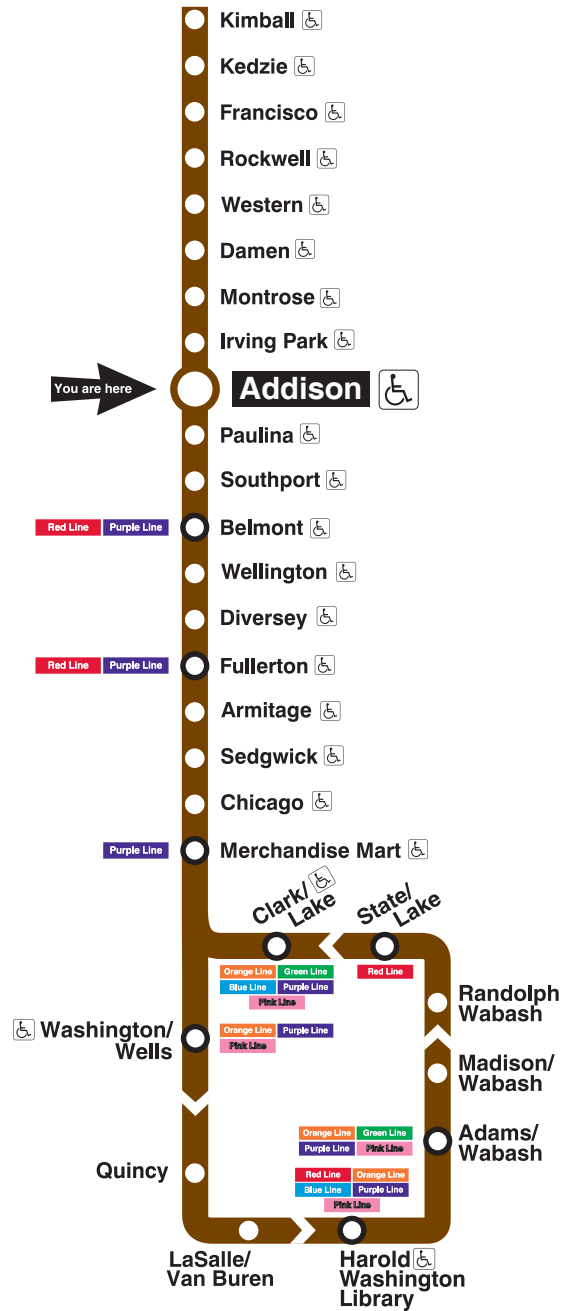 Kimball
Kedzie
Francisco
Rockwell
Western
Damen
Montrose
Irving Park
You are here
Addison
Paulina
Southport
Red Line Purple Line
Belmont
Wellington
Diversey
Red Line Purple Line
Fullerton
Armitage
Sedgwick
Chicago
Purple Line
Merchandise Mart
Clark/
Lake
State/
Lake
Orange Line Green Line
Blue Line Purple Line
Pink Line
Red Line
Randolph
Wabash
Washington/
Wells
Orange Line Purple Line
Pink Line
Madison/
Wabash
Orange Line Green Line
Purple Line Pink Line
Adams/
Wabash
Quincy
Red Line Orange Line
Blue Line Purple Line
Pink Line
LaSalle/
Van Buren
Harold
Washington
Library